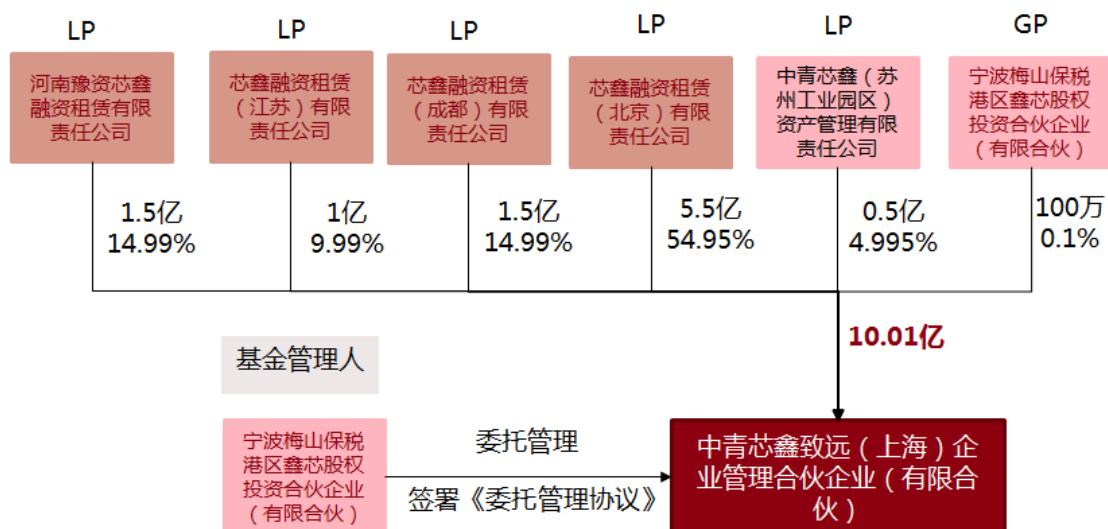 LP
LP
LP
LP
LP
GP
河南豫资芯鑫
融资租赁有限
责任公司
芯鑫融资租赁
（江苏）有限
责任公司
芯鑫融资租赁
（成都）有限
责任公司
芯鑫融资租赁
（北京）有限
责任公司
中青芯鑫（苏
州工业园区）
资产管理有限
责任公司
宁波梅山保税
港区鑫芯股权
投资合伙企业
（有限合伙）
1.5亿
14.99%
1亿
9.99%
1.5亿
14.99%
5.5亿
54.95%
0.5亿
4.995%
100万
0.1%
10.01亿
基金管理人
宁波梅山保税
港区鑫芯股权
投资合伙企业
（有限合伙）
委托管理
签署《委托管理协议》
中青芯鑫致远（上海）企
业管理合伙企业（有限合
伙）